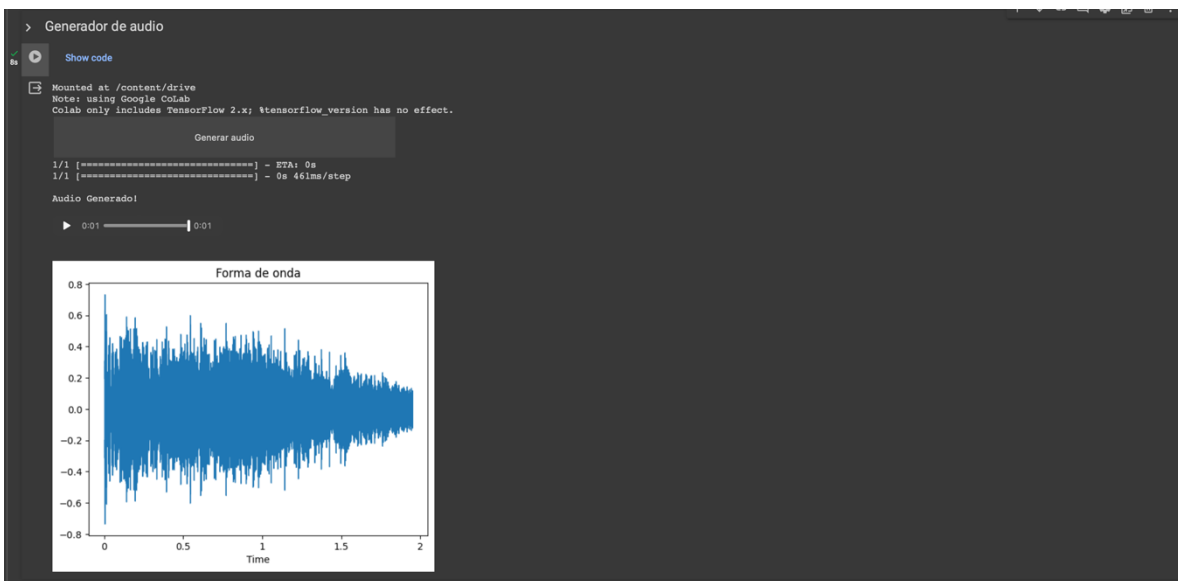 Generador de audio
8s
Show code
Mounted at /content/drive
Note: using Google CoLab
Colab only includes TensorFlow 2.x; %tensorflow_version has no effect.
Generar audio
1/1 [==============================] - ETA: 0s
1/1 [==============================] - 0s 461ms/step
Audio Generado!
0:01 0:01
Forma de onda
0.8
0.6
0.4
0.2
0.0
−0.2
−0.4
−0.6
−0.8
0 0.5 1 1.5 2
Time